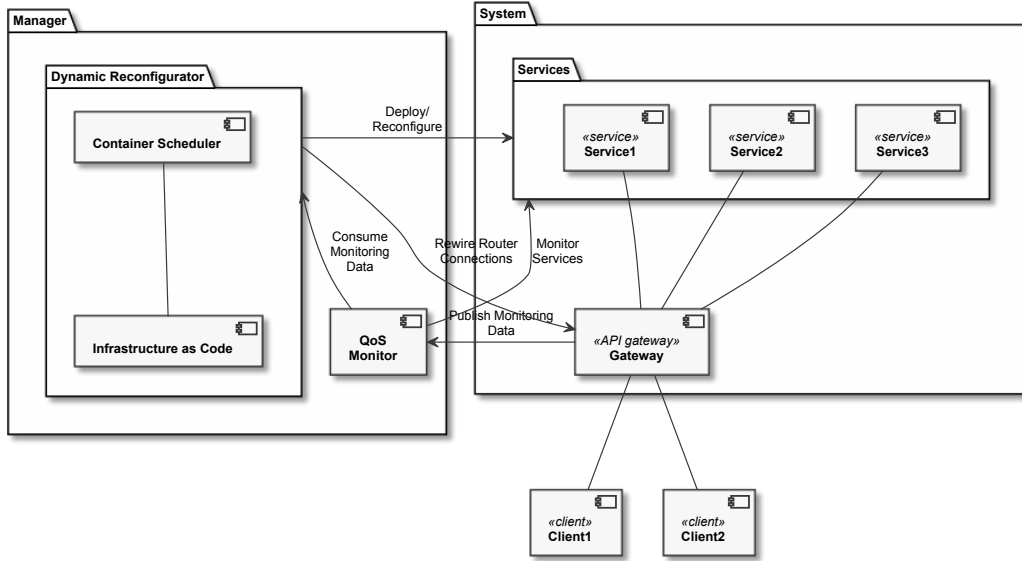 Manager
System
Dynamic Reconfigurator
Services
Container Scheduler
Deploy/
Reconfigure
«service»
Service1
«service»
Service2
«service»
Service3
Consume
Monitoring
Data
Rewire Router
Connections
Monitor
Services
Infrastructure as Code
QoS
Monitor
Publish Monitoring
Data
«API gateway»
Gateway
«client»
Client1
«client»
Client2